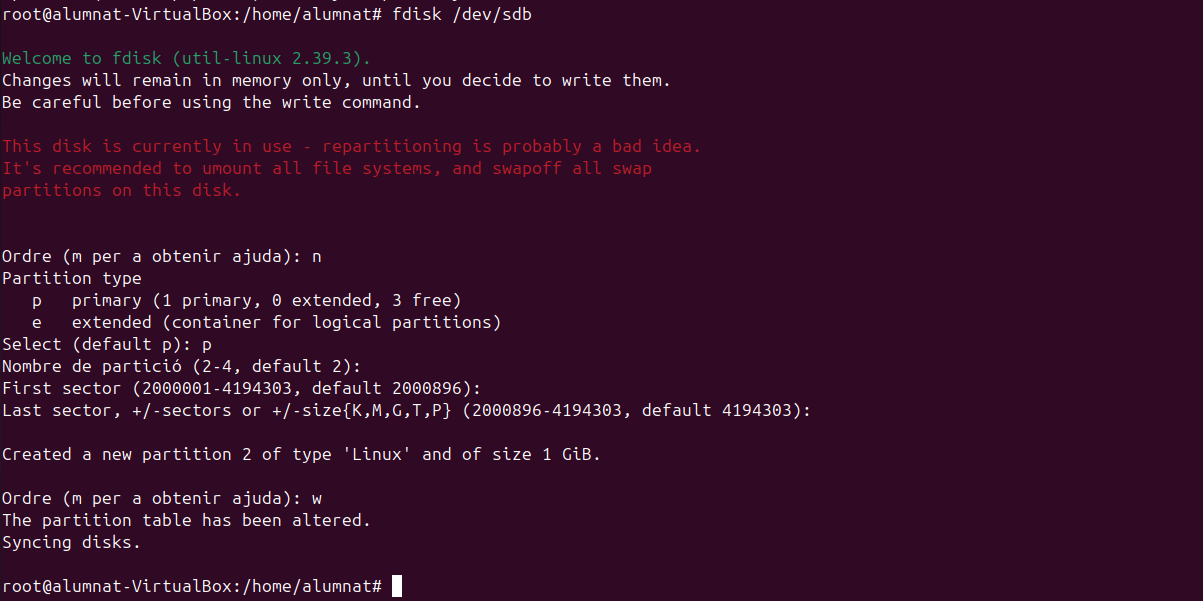 root@alumnat-VirtualBox:/home/alumnat# fdisk /dev/sdb
Welcome to fdisk (util-linux 2.39.3).
Changes will remain in memory only, until you decide to write them.
Be careful before using the write command.
This disk is currently in use - repartitioning is probably a bad idea.
It's recommended to umount all file systems, and swapoff all swap
partitions on this disk.
Ordre (m per a obtenir ajuda): n
Partition type
   p   primary (1 primary, 0 extended, 3 free)
   e   extended (container for logical partitions)
Select (default p): p
Nombre de partició (2-4, default 2):
First sector (2000001-4194303, default 2000896):
Last sector, +/-sectors or +/-size{K,M,G,T,P} (2000896-4194303, default 4194303):
Created a new partition 2 of type 'Linux' and of size 1 GiB.
Ordre (m per a obtenir ajuda): w
The partition table has been altered.
Syncing disks.
root@alumnat-VirtualBox:/home/alumnat#